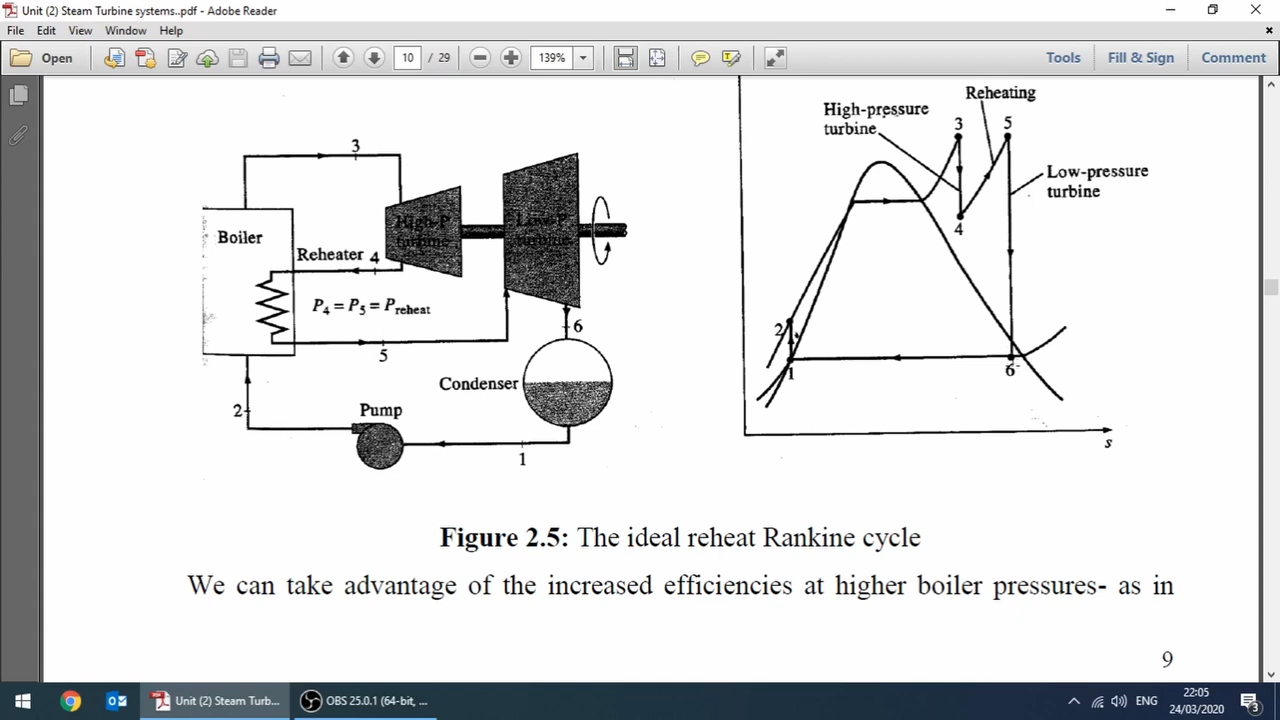 Unit (2) Steam Turbine systems..pdf - Adobe Reader
File Edit View Window Help
Open 10 / 29 139% Tools Fill & Sign Comment
3
Boiler
High-P
turbine
Low-P
turbine
Reheater 4
P4 = P5 = Preheat
5
6
Condenser
2
Pump
1
High-pressure
turbine
Reheating
3
5
Low-pressure
turbine
4
2
1
6
s
Figure 2.5: The ideal reheat Rankine cycle
We can take advantage of the increased efficiencies at higher boiler pressures- as in
9
Unit (2) Steam Turb...
OBS 25.0.1 (64-bit, ...
ENG
22:05
24/03/2020
3